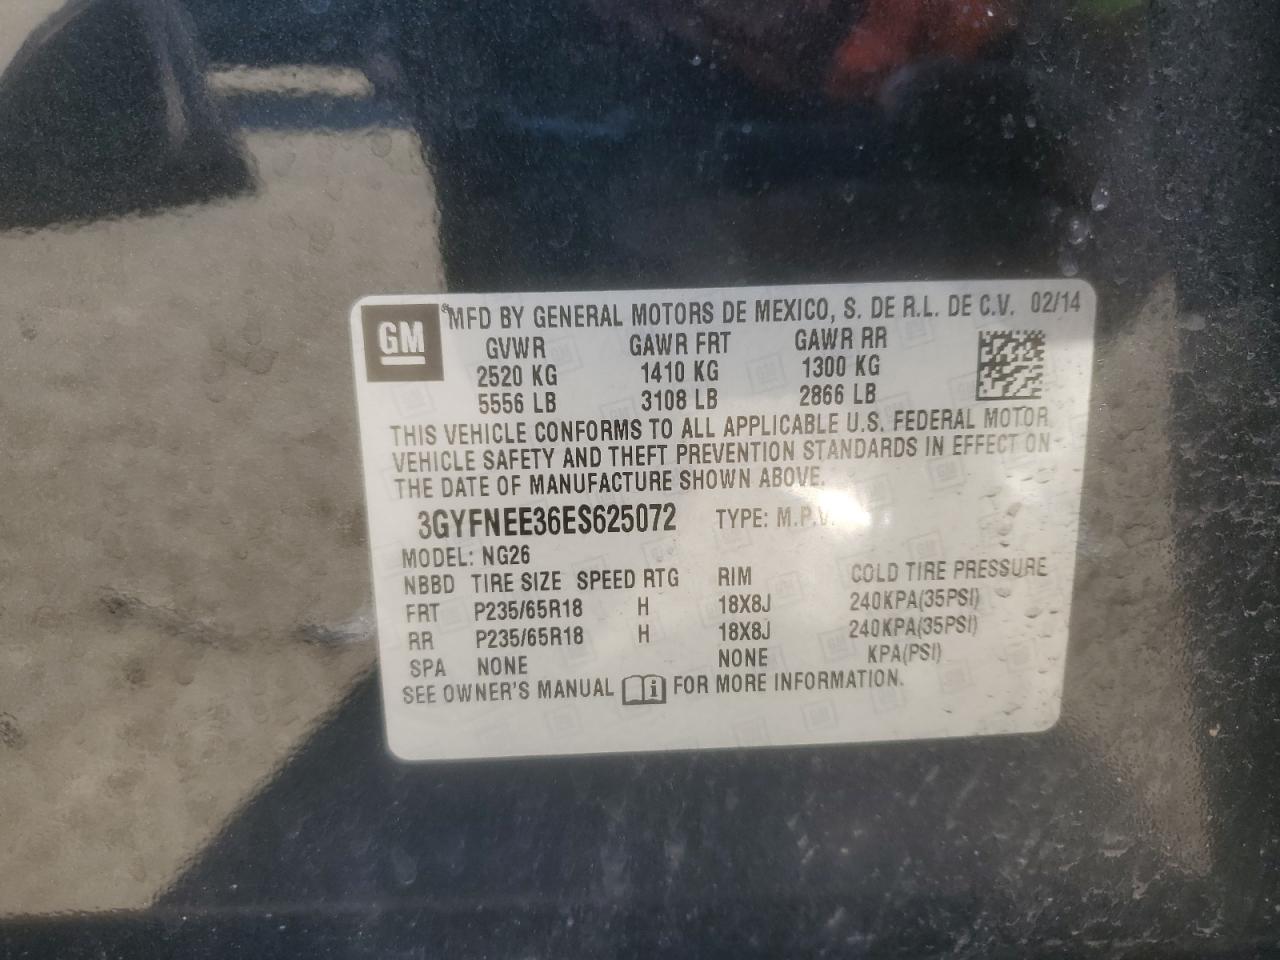 GM MFD BY GENERAL MOTORS DE MEXICO, S. DE R.L. DE C.V. 02/14
GVWR GAWR FRT GAWR RR
2520 KG 1410 KG 1300 KG
5556 LB 3108 LB 2866 LB
THIS VEHICLE CONFORMS TO ALL APPLICABLE U.S. FEDERAL MOTOR
VEHICLE SAFETY AND THEFT PREVENTION STANDARDS IN EFFECT ON
THE DATE OF MANUFACTURE SHOWN ABOVE.
3GYFNEE36ES625072 TYPE: M.P.V.
MODEL: NG26
NBBD TIRE SIZE SPEED RTG RIM COLD TIRE PRESSURE
FRT P235/65R18 H 18X8J 240KPA(35PSI)
RR P235/65R18 H 18X8J 240KPA(35PSI)
SPA NONE NONE KPA(PSI)
SEE OWNER'S MANUAL FOR MORE INFORMATION.